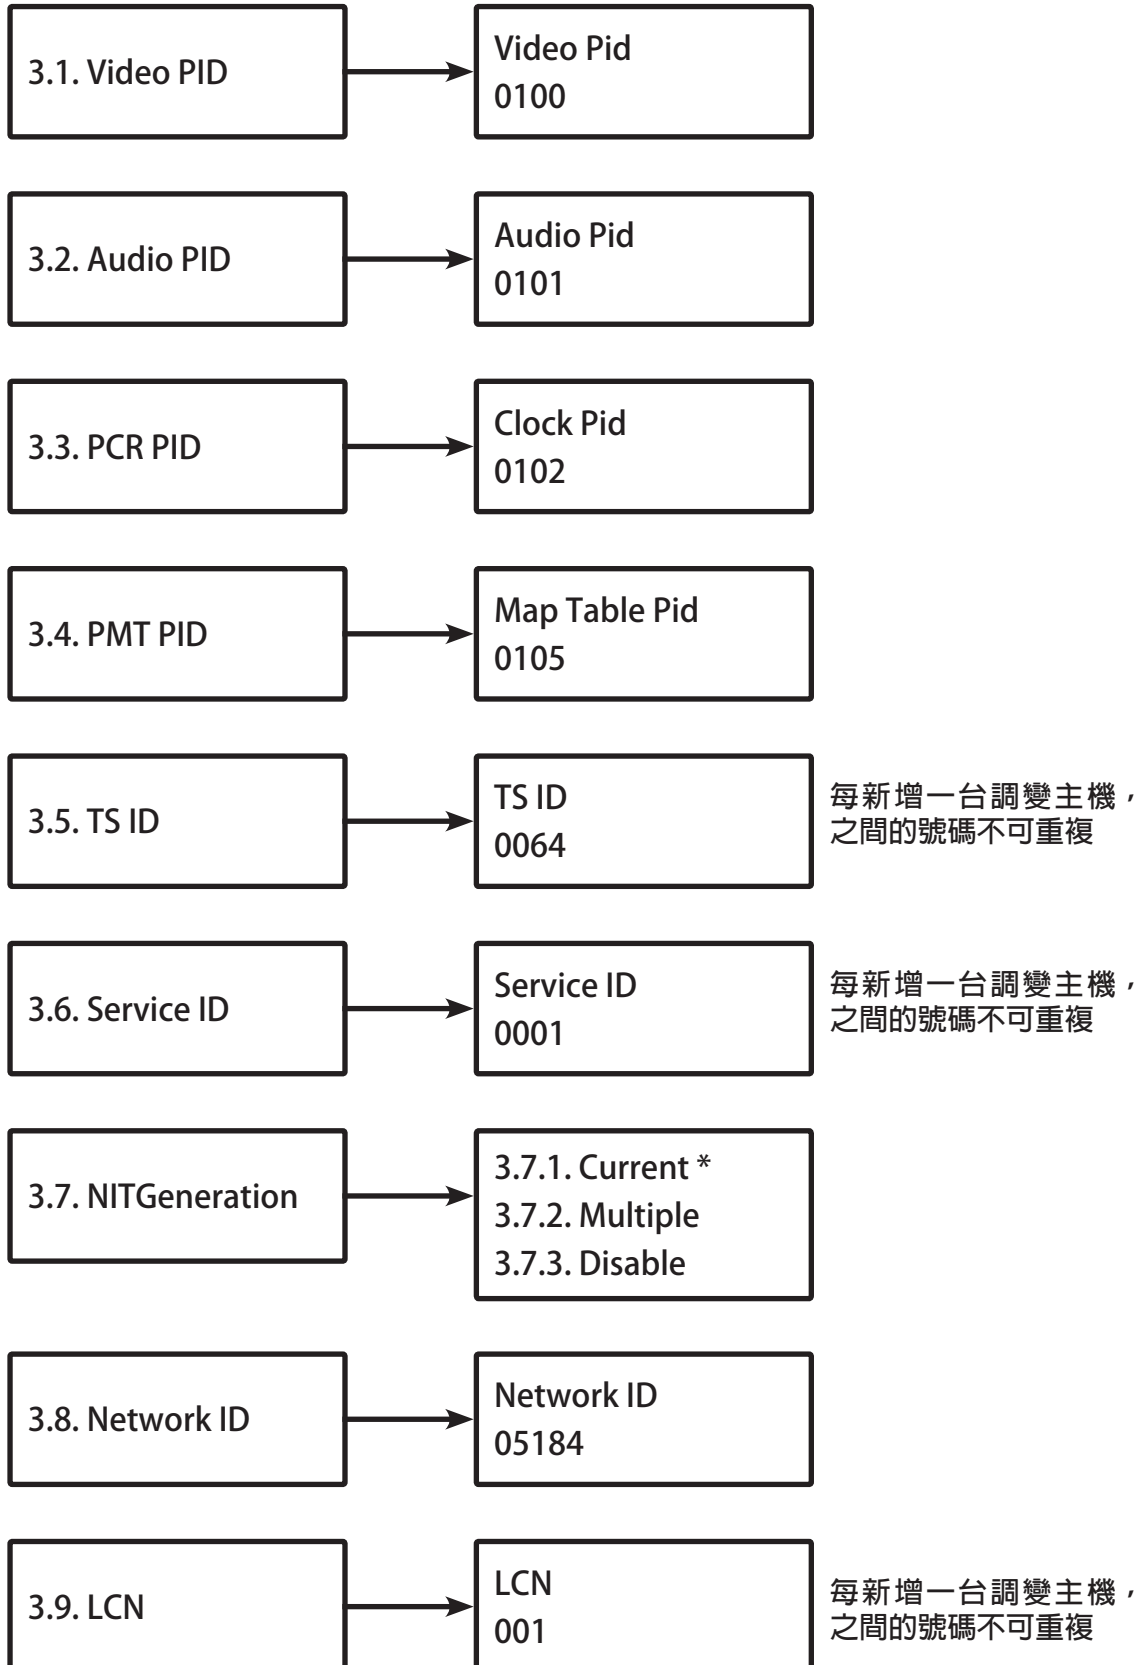 3.1. Video PID
Video Pid
0100
3.2. Audio PID
Audio Pid
0101
3.3. PCR PID
Clock Pid
0102
3.4. PMT PID
Map Table Pid
0105
3.5. TS ID
TS ID
0064
每新增一台調變主機，
之間的號碼不可重複
3.6. Service ID
Service ID
0001
每新增一台調變主機，
之間的號碼不可重複
3.7. NITGeneration
3.7.1. Current *
3.7.2. Multiple
3.7.3. Disable
3.8. Network ID
Network ID
05184
3.9. LCN
LCN
001
每新增一台調變主機，
之間的號碼不可重複